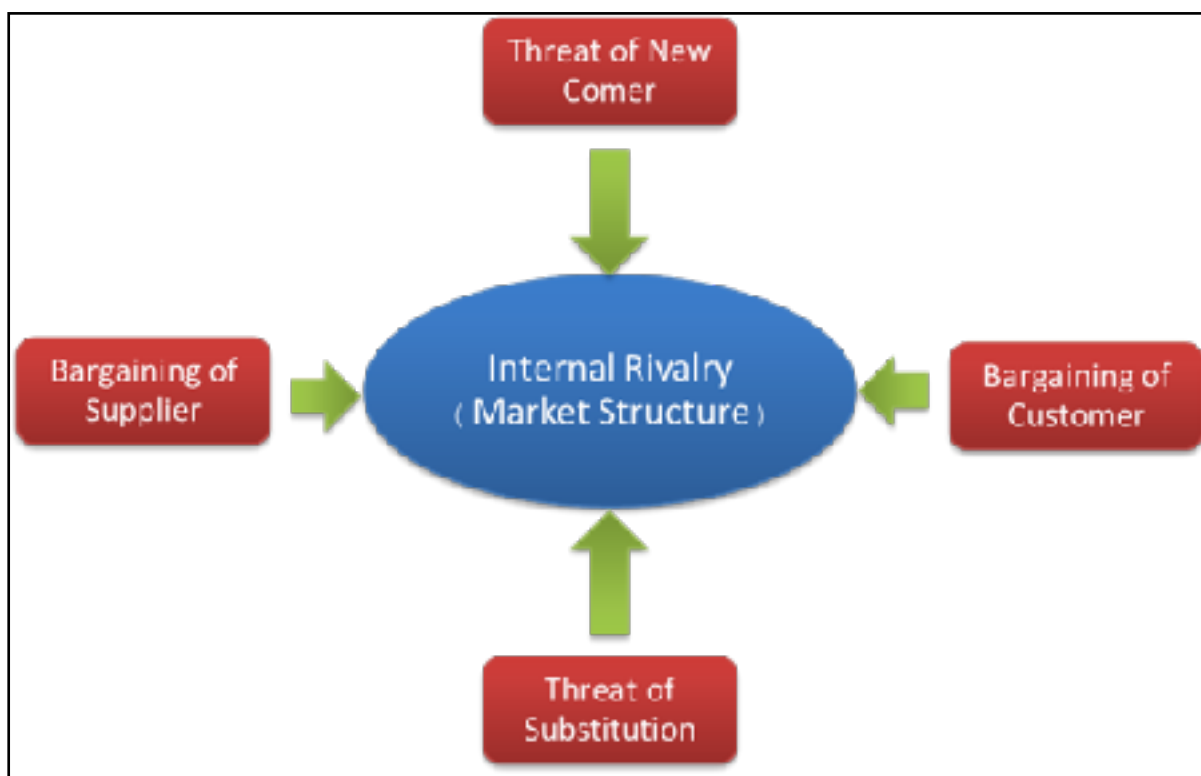 Threat of New
Comer
Bargaining of
Supplier
Internal Rivalry
( Market Structure )
Bargaining of
Customer
Threat of
Substitution